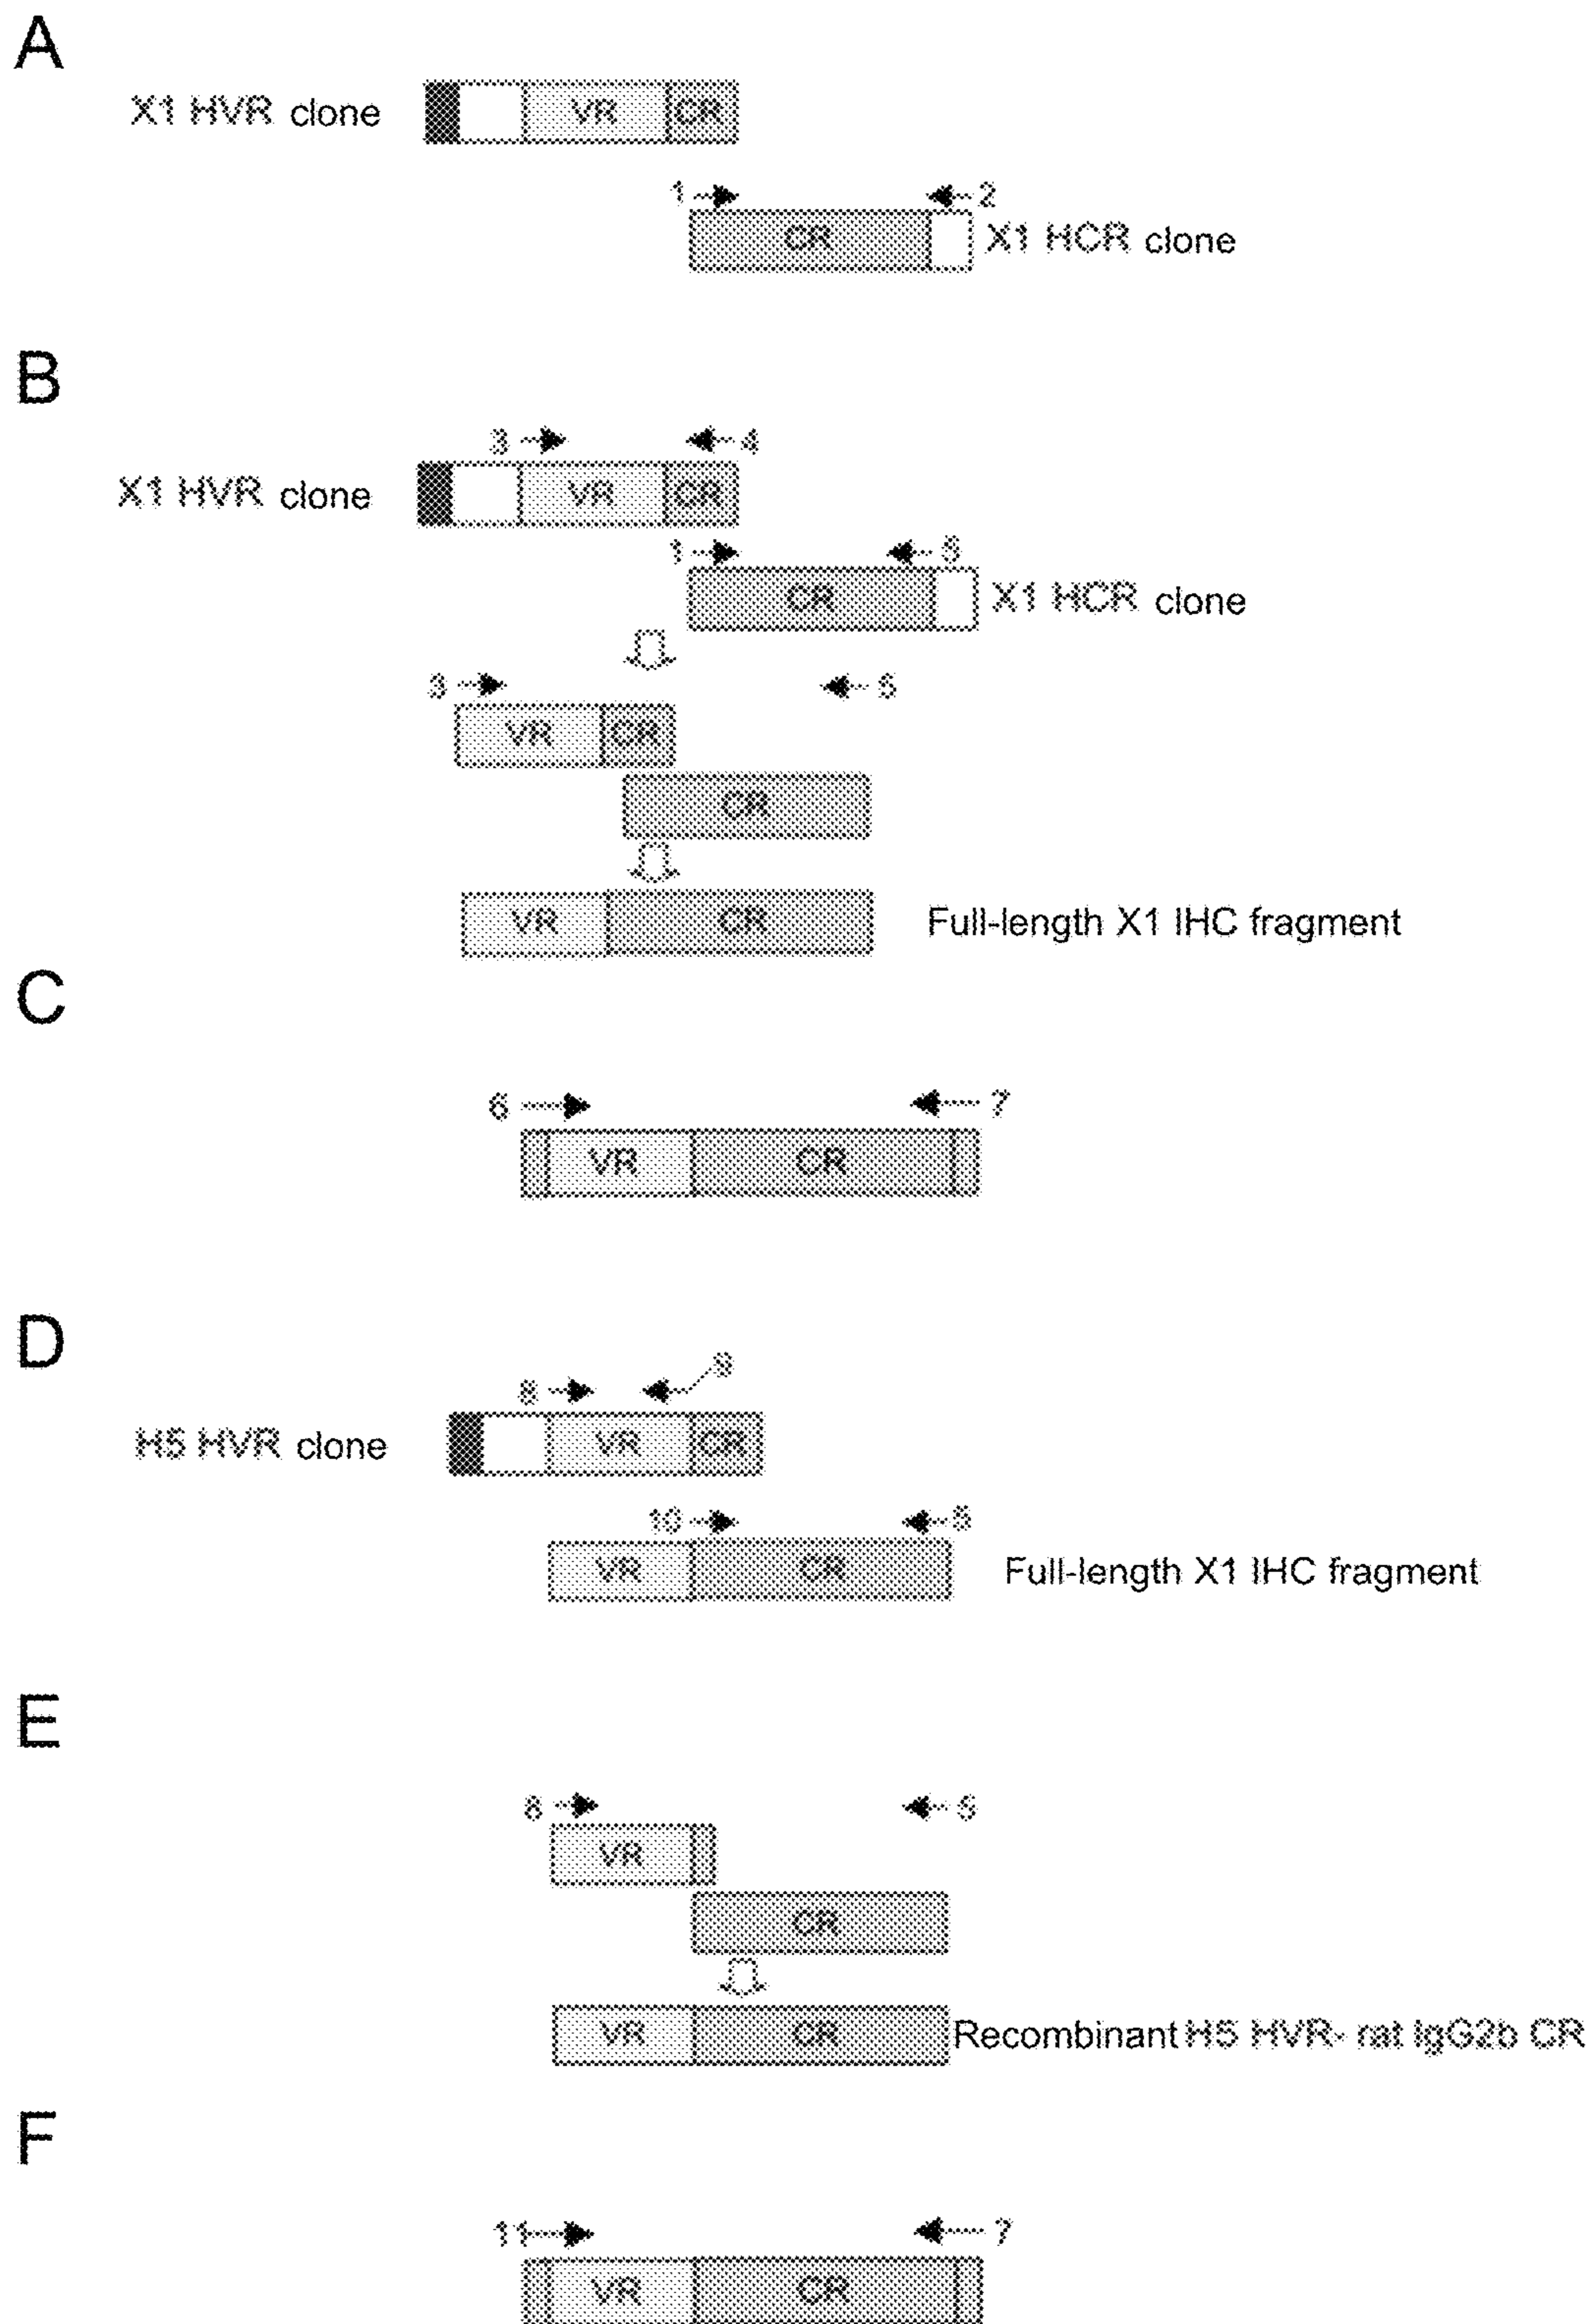 A
X1 HVR clone
VR CR
1 2
CR
X1 HCR clone
B
3 4
X1 HVR clone
VR CR
1 5
CR
X1 HCR clone
3 5
VR CR
CR
VR CR
Full-length X1 IHC fragment
C
6 7
VR CR
D
8 9
H5 HVR clone
VR CR
10 5
VR CR
Full-length X1 IHC fragment
E
8 5
VR
CR
VR CR
Recombinant H5 HVR- rat IgG2b CR
F
11 7
VR CR